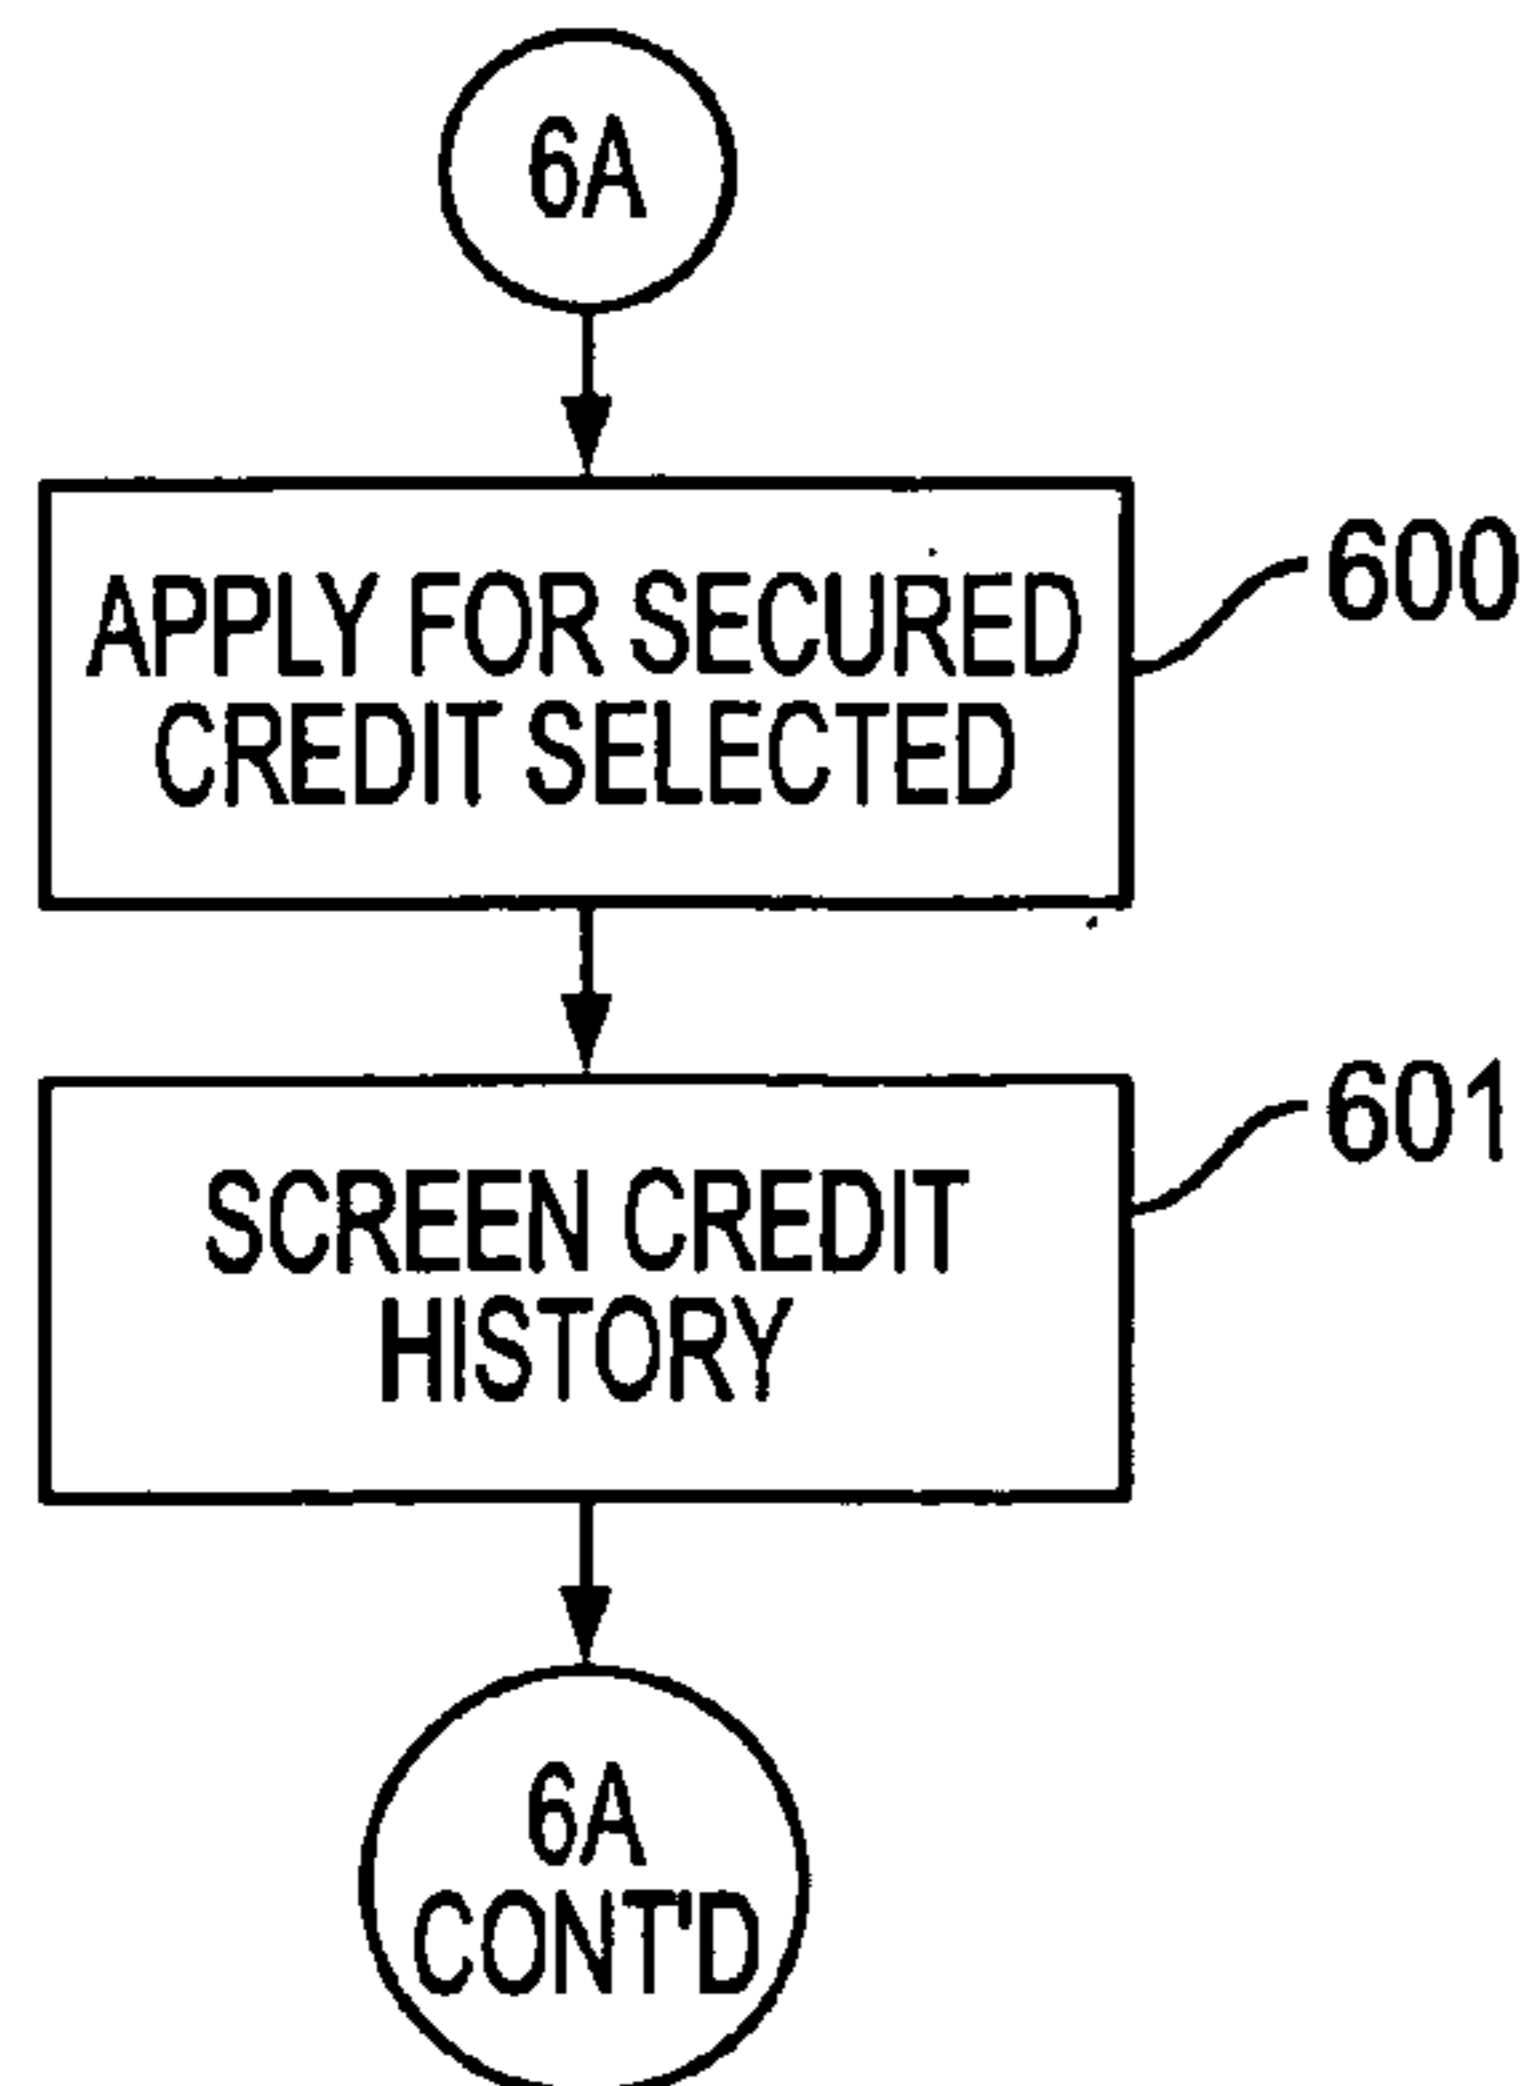 6A
APPLY FOR SECURED
CREDIT SELECTED
600
SCREEN CREDIT
HISTORY
601
6A
CONT'D